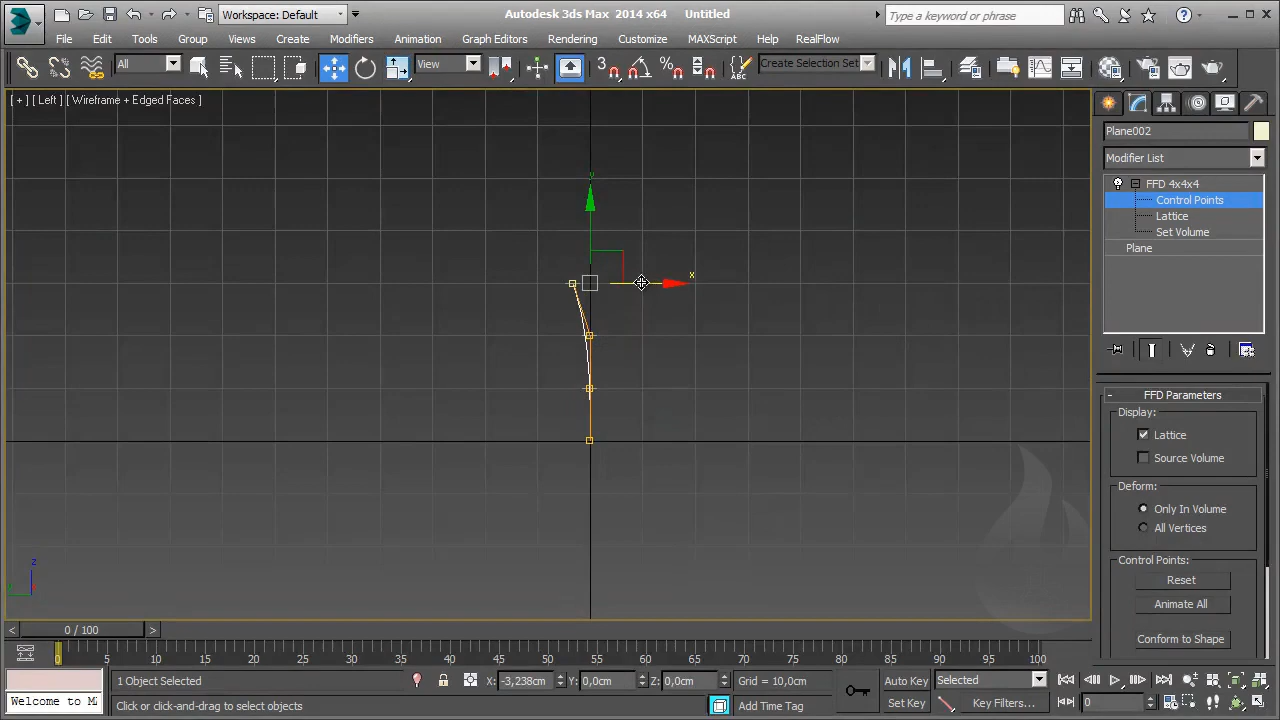 Workspace: Default
Autodesk 3ds Max 2014 x64 Untitled
Type a keyword or phrase
File Edit Tools Group Views Create Modifiers Animation Graph Editors Rendering Customize MAXScript Help RealFlow
All
View
3
Create Selection Set
[ + ] [ Left ] [ Wireframe + Edged Faces ]
Plane002
Modifier List
FFD 4x4x4
Control Points
Lattice
Set Volume
Plane
y
x
z
- FFD Parameters
Display:
Lattice
Source Volume
Deform:
Only In Volume
All Vertices
Control Points:
Reset
Animate All
Conform to Shape
< 0 / 100 >
0 5 10 15 20 25 30 35 40 45 50 55 60 65 70 75 80 85 90 95 100
1 Object Selected
X: -3,238cm Y: 0,0cm Z: 0,0cm Grid = 10,0cm
Auto Key Selected
Welcome to
Click or click-and-drag to select objects
Add Time Tag
Set Key Key Filters...
0